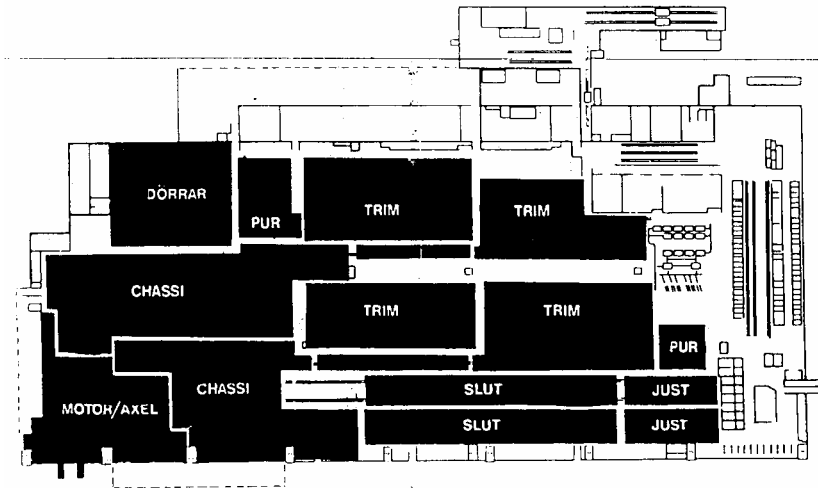 DÖRRAR
PUR
TRIM
TRIM
CHASSI
TRIM
TRIM
PUR
CHASSI
SLUT
JUST
MOTOR/AXEL
SLUT
JUST